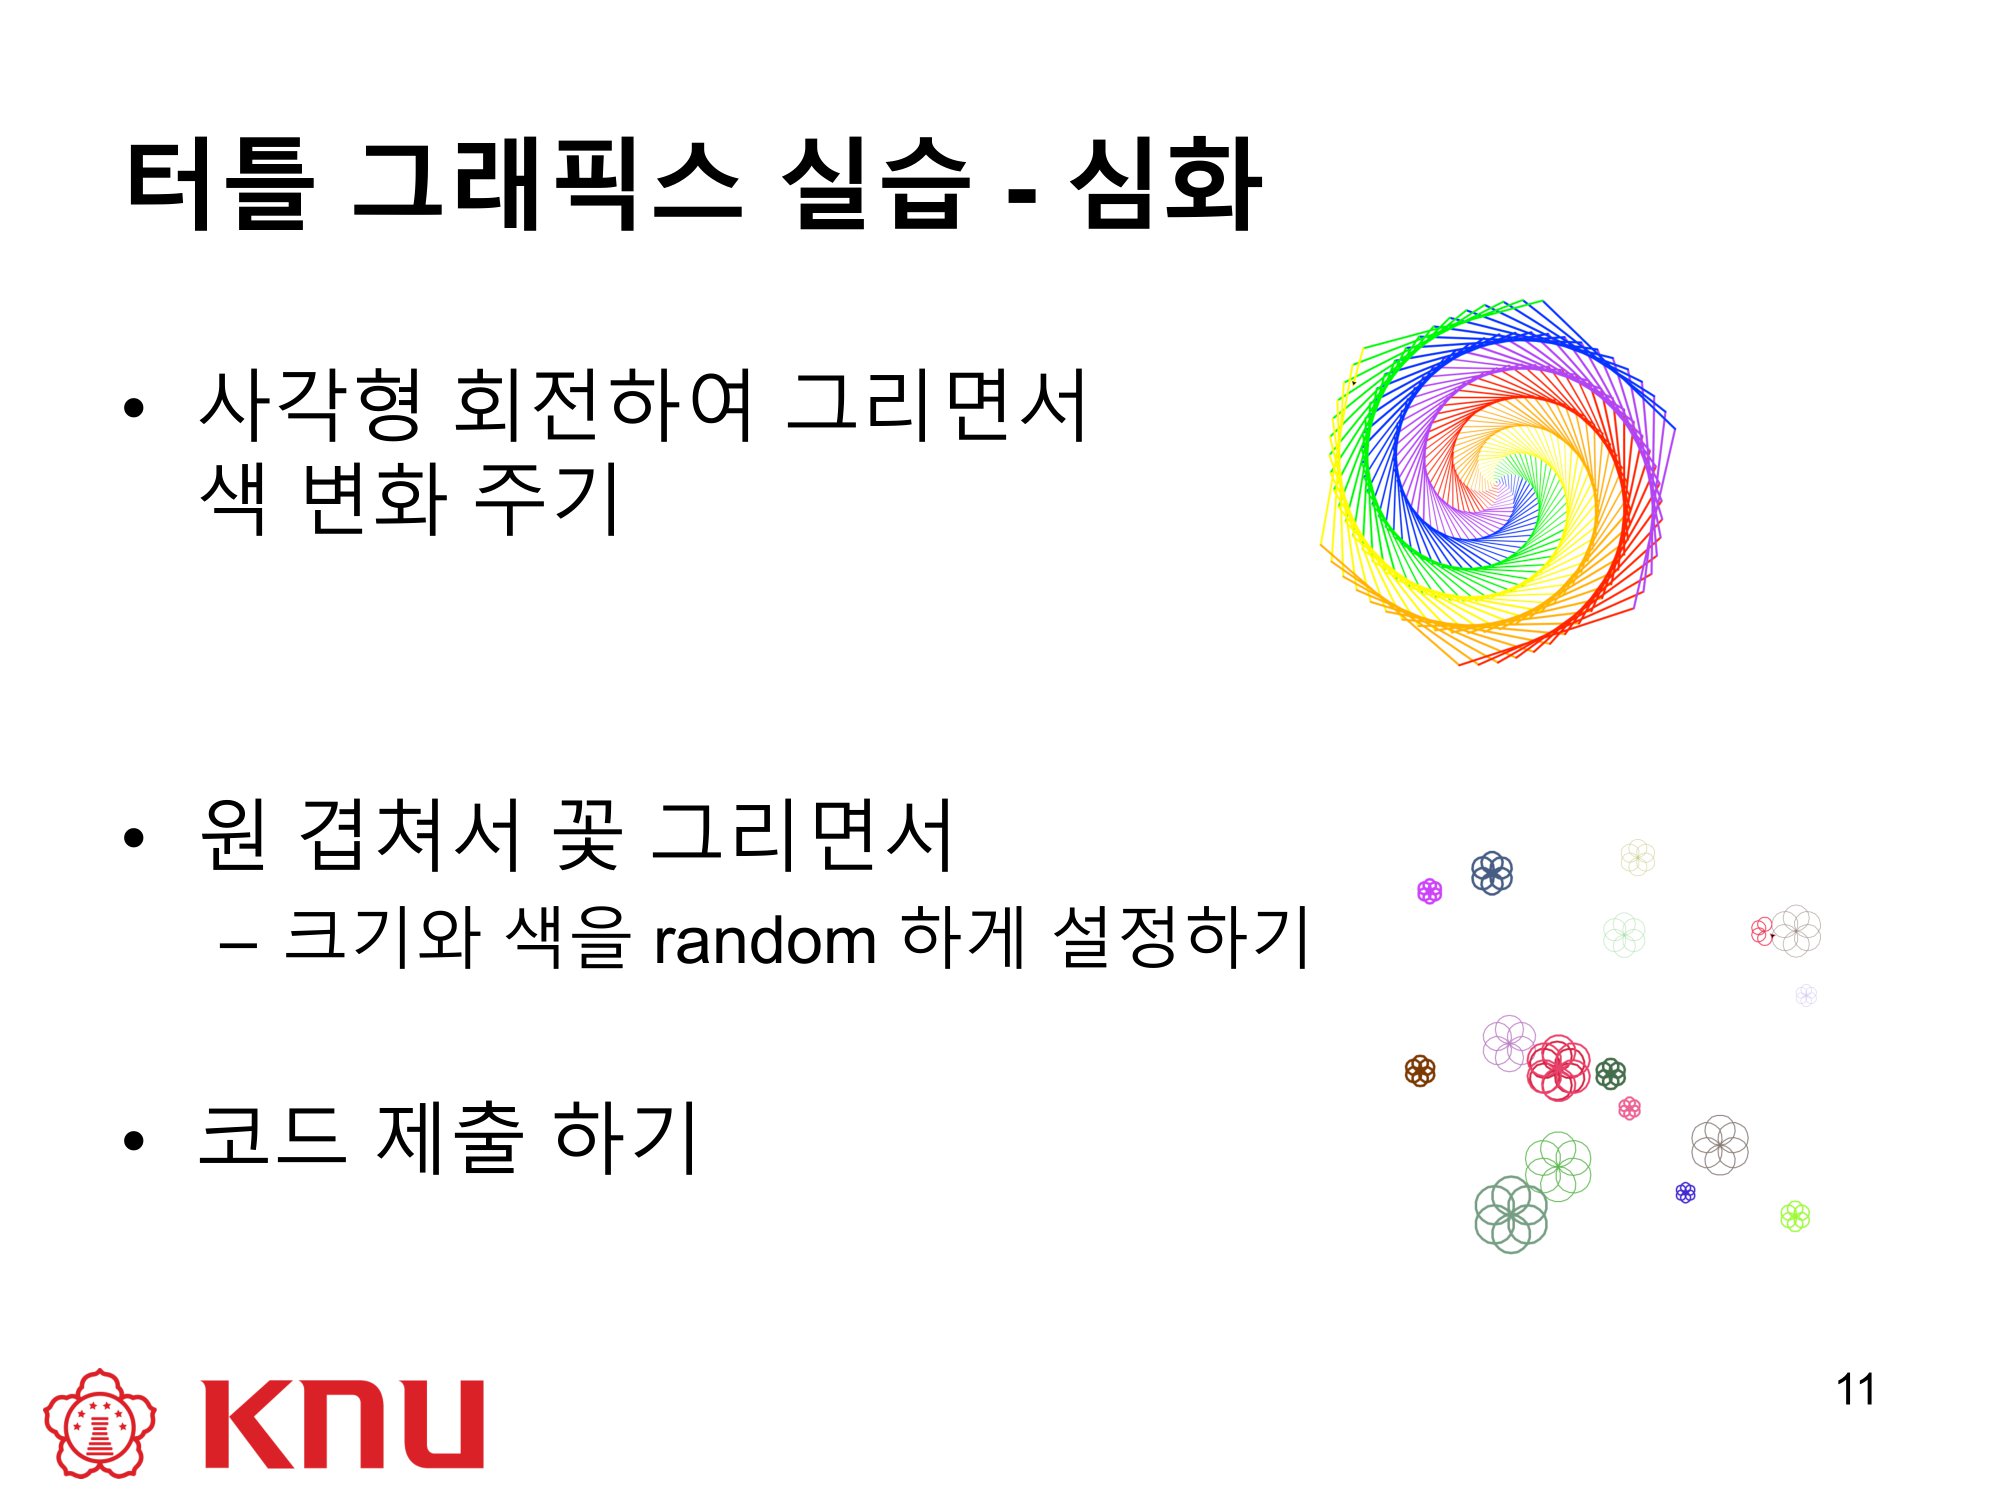 터틀 그래픽스 실습 - 심화
• 사각형 회전하여 그리면서
색 변화 주기
• 원 겹쳐서 꽃 그리면서
– 크기와 색을 random 하게 설정하기
• 코드 제출 하기
KNU
11